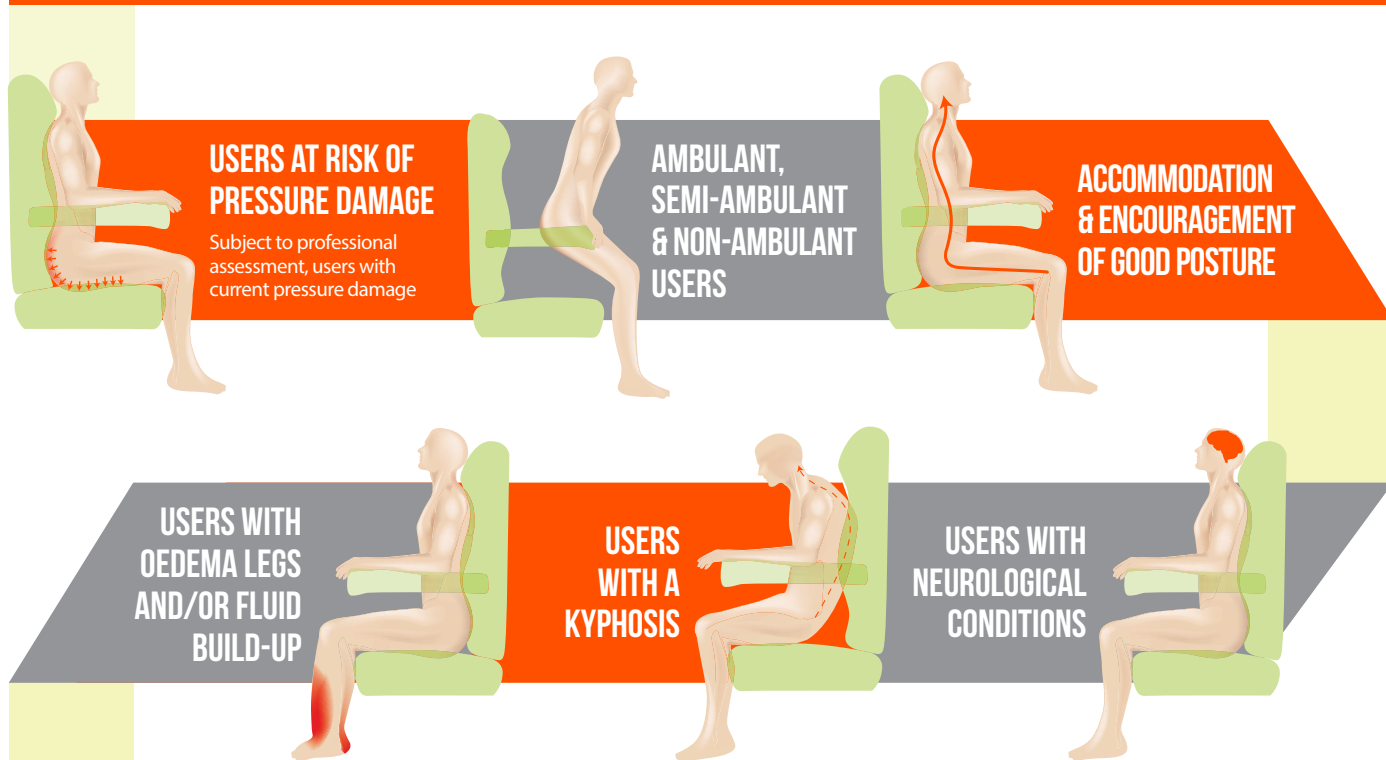 USERS AT RISK OF
PRESSURE DAMAGE
Subject to professional
assessment, users with
current pressure damage
AMBULANT,
SEMI-AMBULANT
& NON-AMBULANT
USERS
ACCOMMODATION
& ENCOURAGEMENT
OF GOOD POSTURE
USERS WITH
OEDEMA LEGS
AND/OR FLUID
BUILD-UP
USERS
WITH A
KYPHOSIS
USERS WITH
NEUROLOGICAL
CONDITIONS